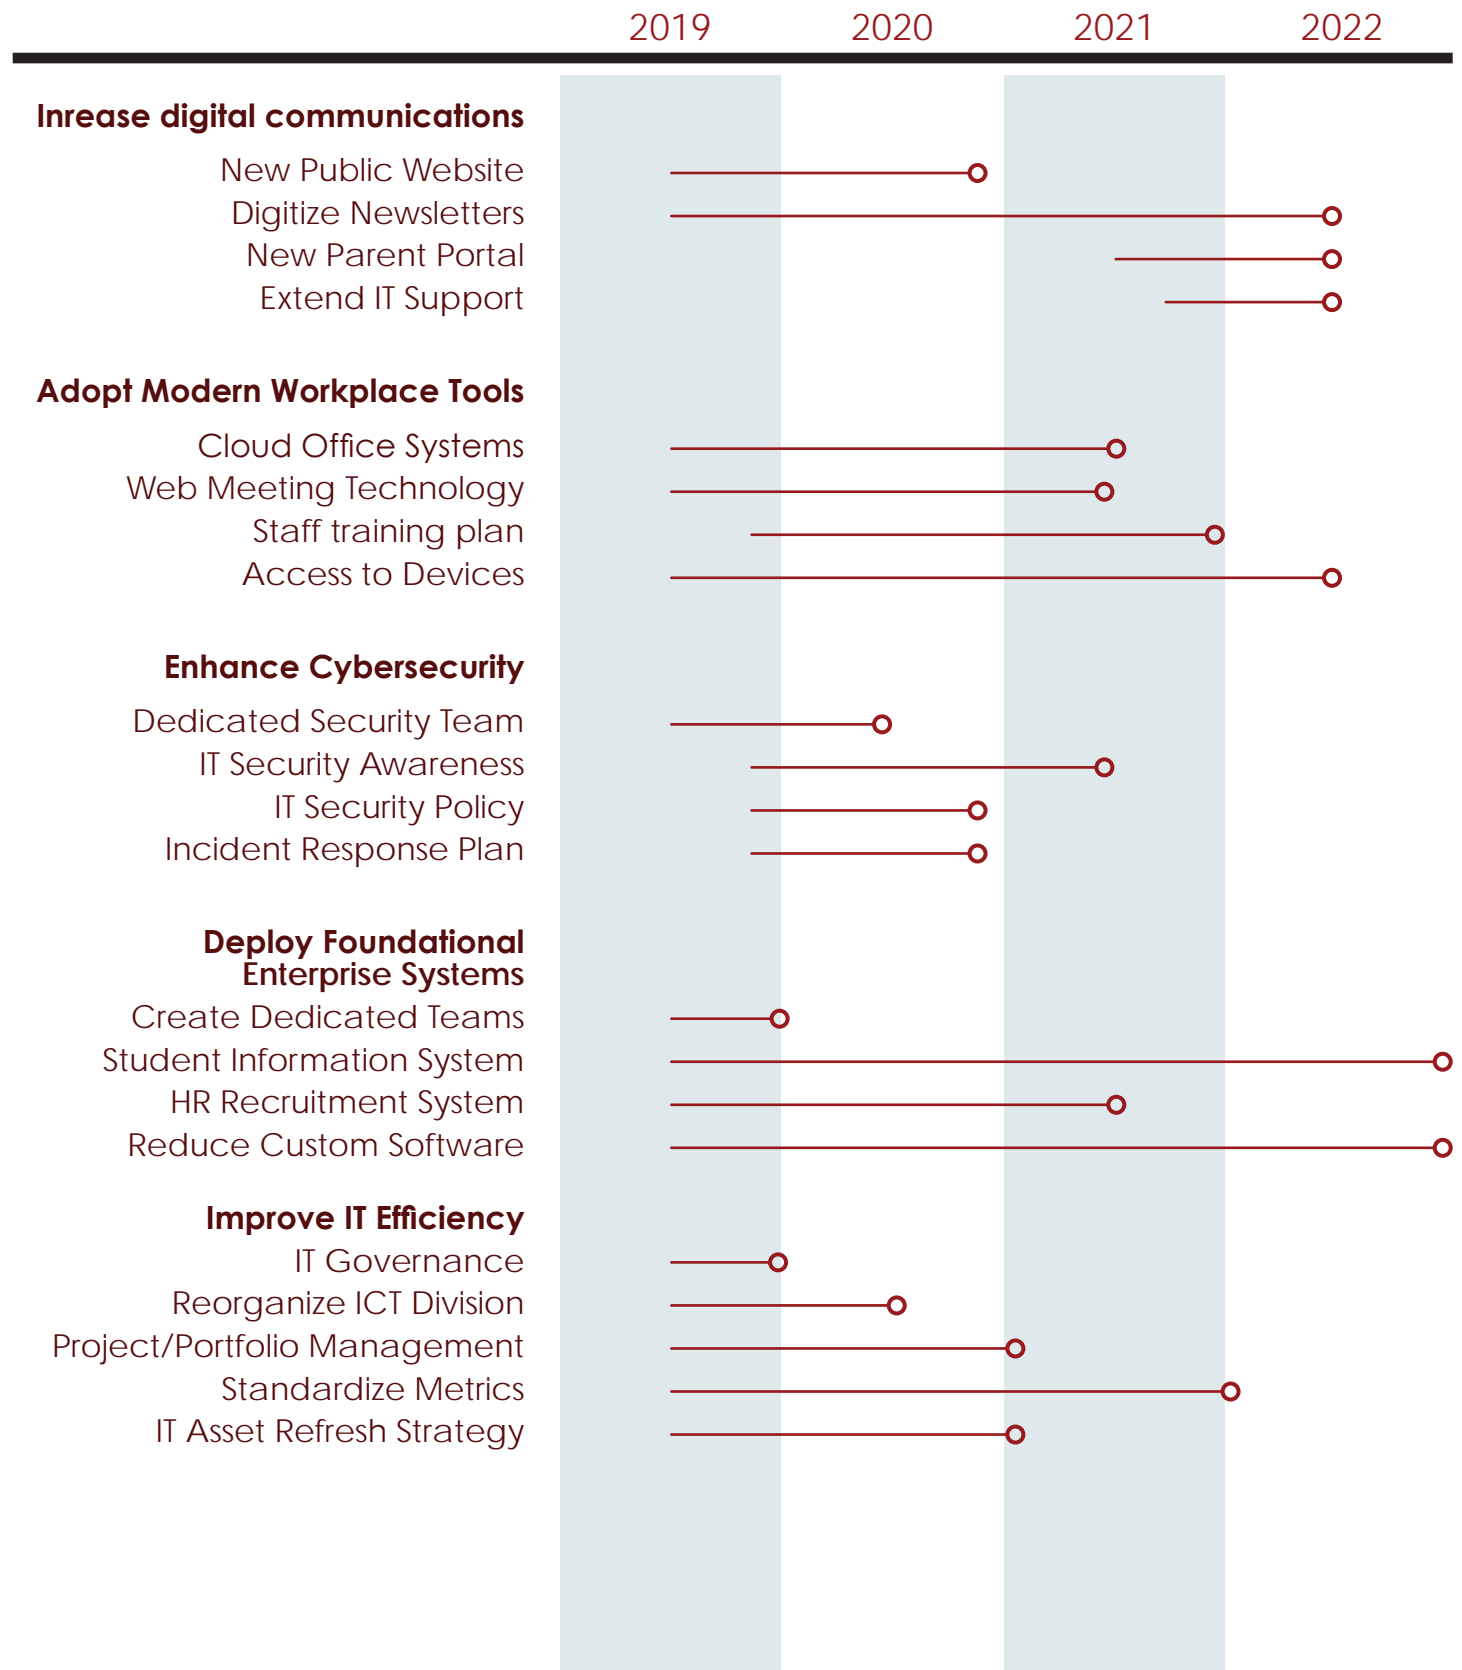 2019 2020 2021 2022
Inrease digital communications
New Public Website
Digitize Newsletters
New Parent Portal
Extend IT Support
Adopt Modern Workplace Tools
Cloud Office Systems
Web Meeting Technology
Staff training plan
Access to Devices
Enhance Cybersecurity
Dedicated Security Team
IT Security Awareness
IT Security Policy
Incident Response Plan
Deploy Foundational
Enterprise Systems
Create Dedicated Teams
Student Information System
HR Recruitment System
Reduce Custom Software
Improve IT Efficiency
IT Governance
Reorganize ICT Division
Project/Portfolio Management
Standardize Metrics
IT Asset Refresh Strategy